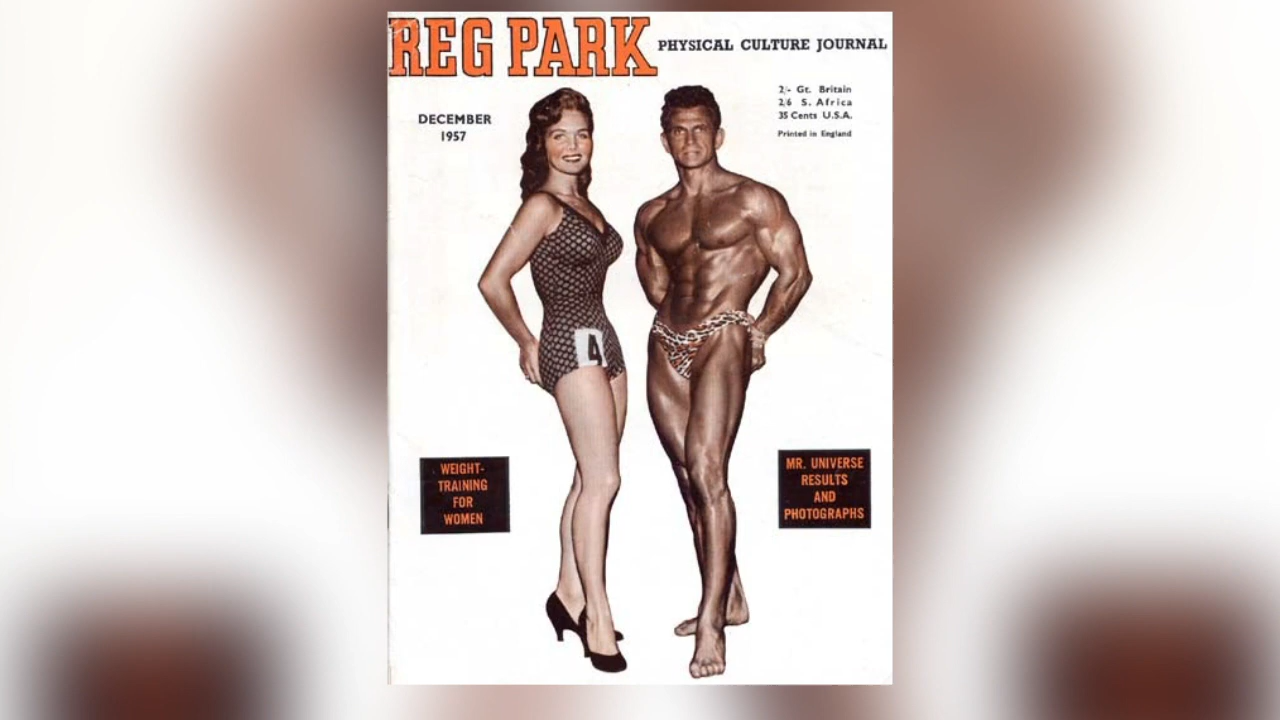 REG PARK PHYSICAL CULTURE JOURNAL
DECEMBER
1957
2/- Gt. Britain
2/6 S. Africa
35 Cents U.S.A.
Printed in England
4
WEIGHT-
TRAINING
FOR
WOMEN
MR. UNIVERSE
RESULTS
AND
PHOTOGRAPHS